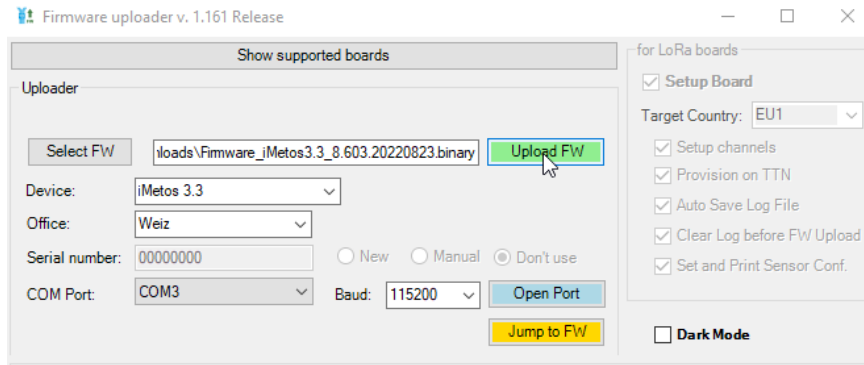 Firmware uploader v. 1.161 Release
Show supported boards
Uploader
Select FW
nloads\Firmware_iMetos3.3_8.603.20220823.binary
Upload FW
Device:
iMetos 3.3
Office:
Weiz
Serial number:
00000000
New
Manual
Don't use
COM Port:
COM3
Baud:
115200
Open Port
Jump to FW
for LoRa boards
Setup Board
Target Country:
EU1
Setup channels
Provision on TTN
Auto Save Log File
Clear Log before FW Upload
Set and Print Sensor Conf.
Dark Mode